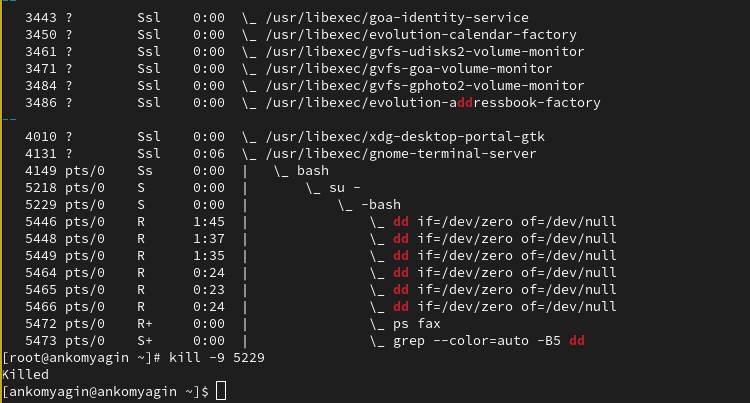 --
   3443 ?        Ssl    0:00  \_ /usr/libexec/goa-identity-service
   3450 ?        Ssl    0:00  \_ /usr/libexec/evolution-calendar-factory
   3461 ?        Ssl    0:00  \_ /usr/libexec/gvfs-udisks2-volume-monitor
   3471 ?        Ssl    0:00  \_ /usr/libexec/gvfs-goa-volume-monitor
   3484 ?        Ssl    0:00  \_ /usr/libexec/gvfs-gphoto2-volume-monitor
   3486 ?        Ssl    0:00  \_ /usr/libexec/evolution-addressbook-factory
--
   4010 ?        Ssl    0:00  \_ /usr/libexec/xdg-desktop-portal-gtk
   4131 ?        Ssl    0:06  \_ /usr/libexec/gnome-terminal-server
   4149 pts/0    Ss     0:00  |   \_ bash
   5218 pts/0    S      0:00  |       \_ su -
   5229 pts/0    S      0:00  |           \_ -bash
   5446 pts/0    R      1:45  |               \_ dd if=/dev/zero of=/dev/null
   5448 pts/0    R      1:37  |               \_ dd if=/dev/zero of=/dev/null
   5449 pts/0    R      1:35  |               \_ dd if=/dev/zero of=/dev/null
   5464 pts/0    R      0:24  |               \_ dd if=/dev/zero of=/dev/null
   5465 pts/0    R      0:23  |               \_ dd if=/dev/zero of=/dev/null
   5466 pts/0    R      0:24  |               \_ dd if=/dev/zero of=/dev/null
   5472 pts/0    R+     0:00  |               \_ ps fax
   5473 pts/0    S+     0:00  |               \_ grep --color=auto -B5 dd
[root@ankomyagin ~]# kill -9 5229
Killed
[ankomyagin@ankomyagin ~]$